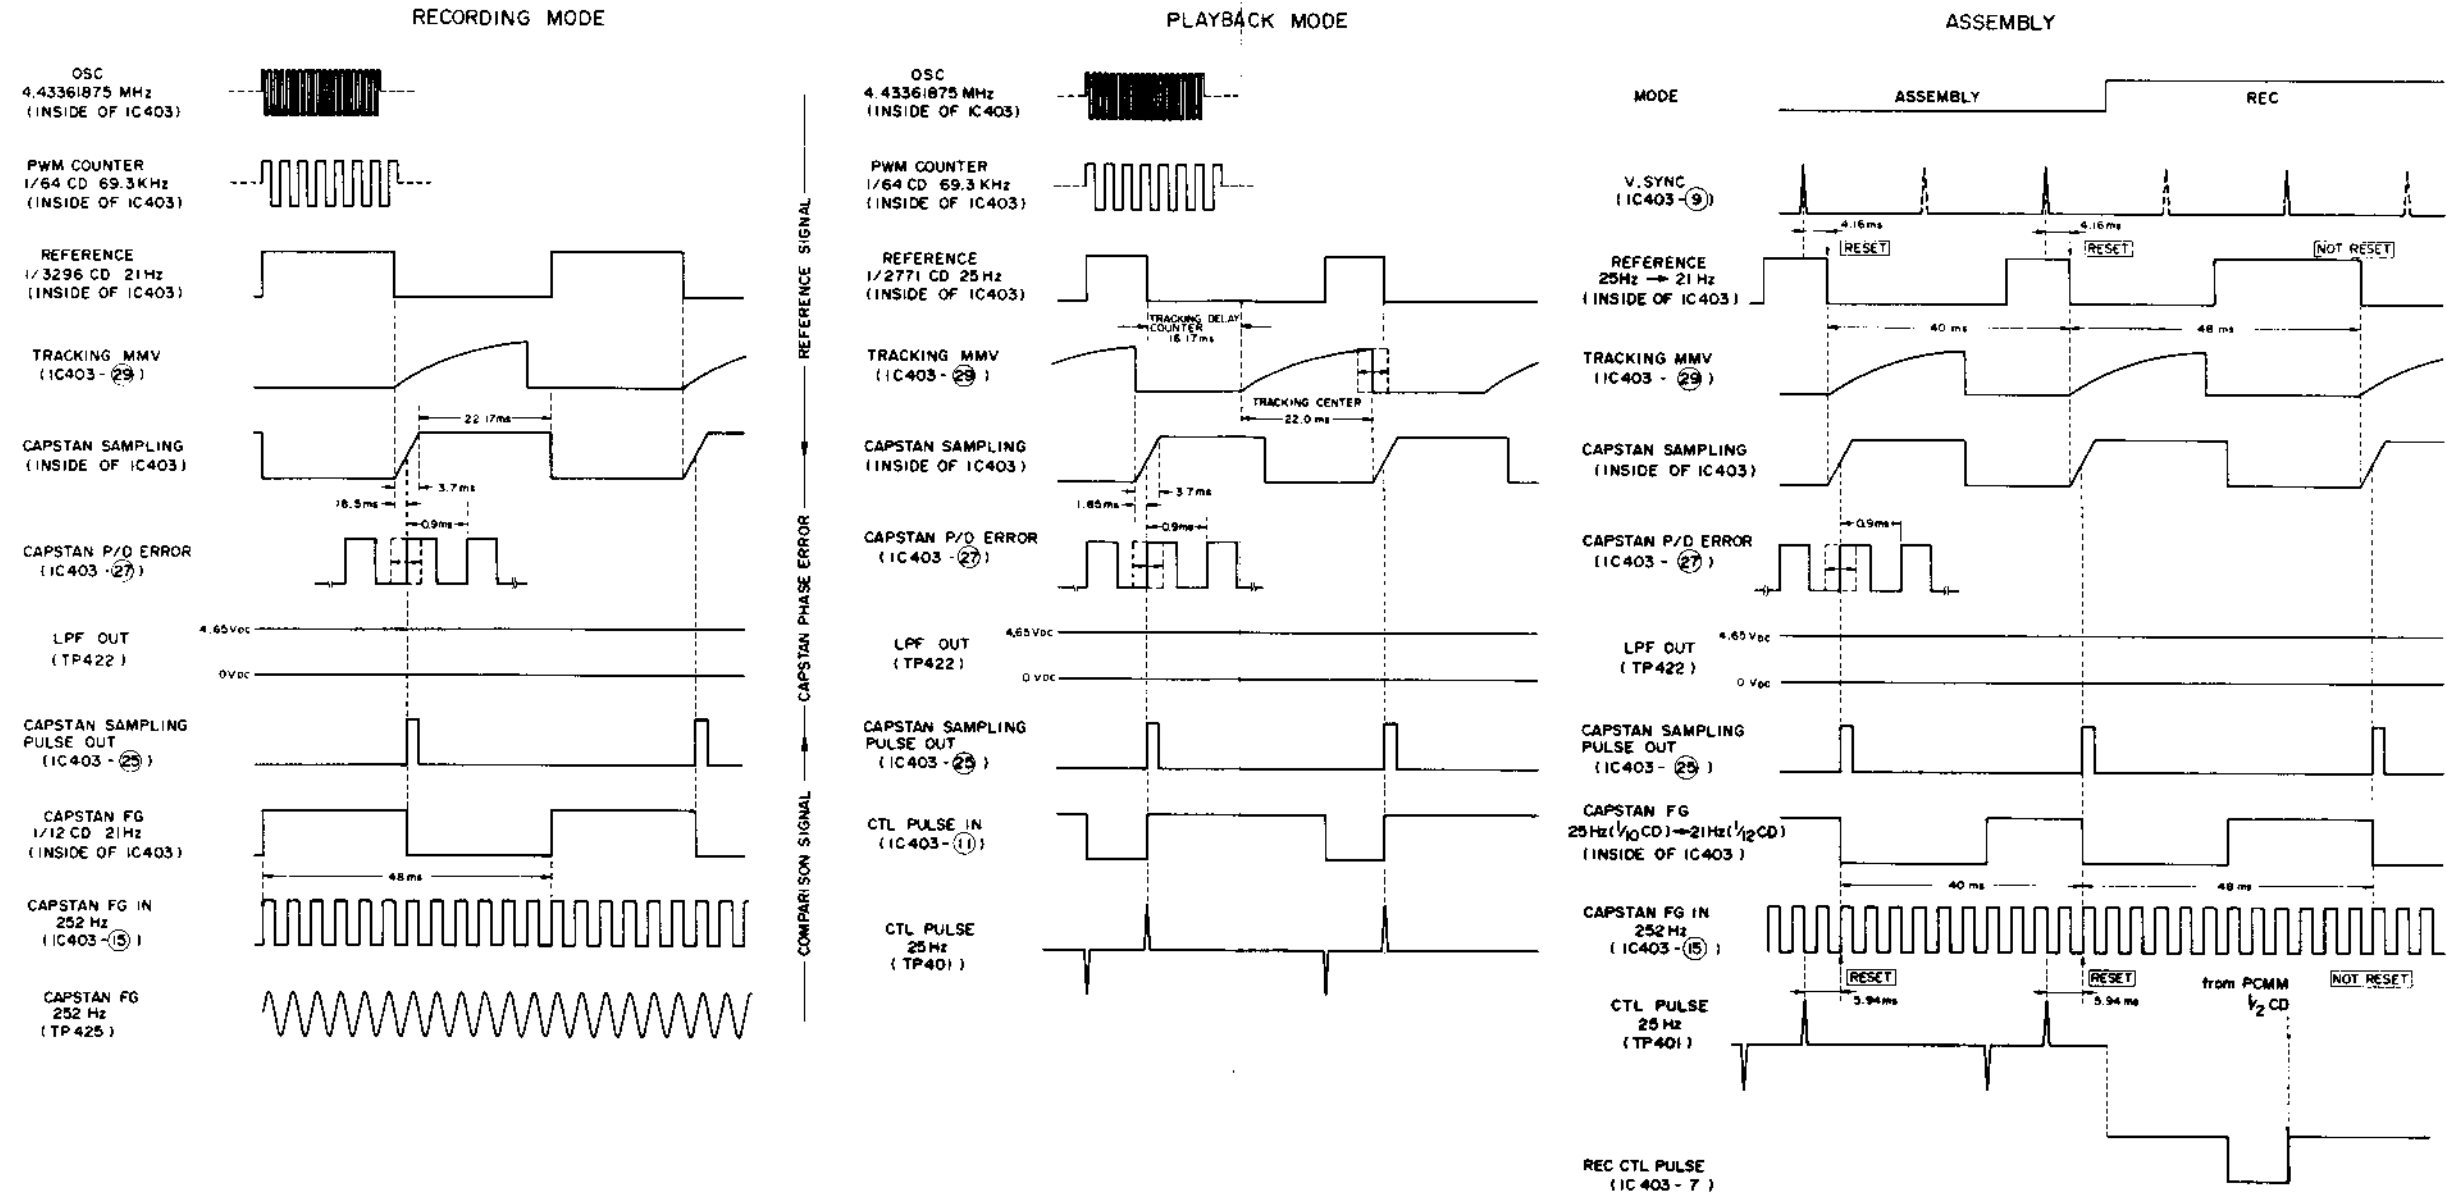 RECORDING MODE
OSC
4.43361875 MHz
(INSIDE OF IC403)
PWM COUNTER
1/64 CD 69.3KHz
(INSIDE OF IC403)
REFERENCE
1/3296 CD 21Hz
(INSIDE OF IC403)
TRACKING MMV
(IC403-29)
22.17ms
CAPSTAN SAMPLING
(INSIDE OF IC403)
3.7ms
18.5ms
0.9ms
CAPSTAN P/D ERROR
(IC403-27)
4.65VDC
LPF OUT
(TP422)
0VDC
CAPSTAN SAMPLING
PULSE OUT
(IC403-25)
CAPSTAN FG
1/12CD 21Hz
(INSIDE OF IC403)
48ms
CAPSTAN FG IN
252 Hz
(IC403-15)
CAPSTAN FG
252 Hz
(TP425)
REFERENCE SIGNAL
CAPSTAN PHASE ERROR
COMPARISON SIGNAL
PLAYBACK MODE
OSC
4.43361875 MHz
(INSIDE OF IC403)
PWM COUNTER
1/64 CD 69.3 KHz
(INSIDE OF IC403)
REFERENCE
1/2771 CD 25 Hz
(INSIDE OF IC403)
TRACKING DELAY
COUNTER
16.17ms
TRACKING MMV
(IC403-29)
TRACKING CENTER
22.0ms
CAPSTAN SAMPLING
(INSIDE OF IC403)
3.7ms
1.85ms
0.9ms
CAPSTAN P/D ERROR
(IC403-27)
4.65VDC
LPF OUT
(TP422)
0 VDC
CAPSTAN SAMPLING
PULSE OUT
(IC403-25)
CTL PULSE IN
(IC403-11)
CTL PULSE
25 Hz
(TP401)
ASSEMBLY
MODE
ASSEMBLY
REC
V. SYNC
(IC403-9)
4.16ms
4.16ms
RESET
RESET
NOT RESET
REFERENCE
25Hz → 21 Hz
(INSIDE OF IC403)
40 ms
48 ms
TRACKING MMV
(IC403-29)
CAPSTAN SAMPLING
(INSIDE OF IC403)
0.9ms
CAPSTAN P/D ERROR
(IC403-27)
4.65 VDC
LPF OUT
(TP422)
0 VDC
CAPSTAN SAMPLING
PULSE OUT
(IC403-25)
CAPSTAN FG
25Hz(1/10CD)→21Hz(1/12CD)
(INSIDE OF IC403)
40 ms
48 ms
CAPSTAN FG IN
252 Hz
(IC403-15)
RESET
RESET
NOT RESET
5.94ms
5.94ms
from PCMM
1/2 CD
CTL PULSE
25 Hz
(TP401)
REC CTL PULSE
(IC403-7)